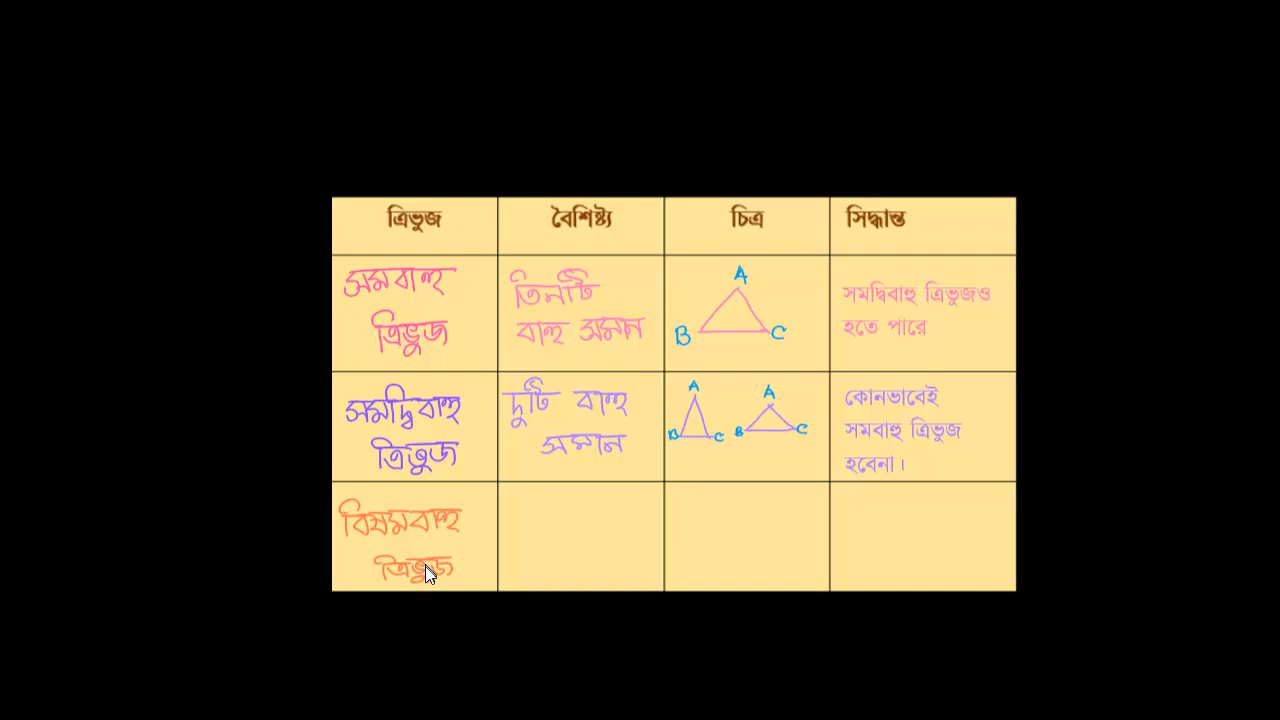 ত্রিভুজ বৈশিষ্ট্য চিত্র সিদ্ধান্ত
সমবাহু
ত্রিভুজ
তিনটি
বাহু সমান
A
B C
সমদ্বিবাহু ত্রিভুজও
হতে পারে
সমদ্বিবাহু
ত্রিভুজ
দুটি বাহু
সমান
A
B C
A
B C
কোনভাবেই
সমবাহু ত্রিভুজ
হবেনা।
বিষমবাহু
ত্রিভুজ